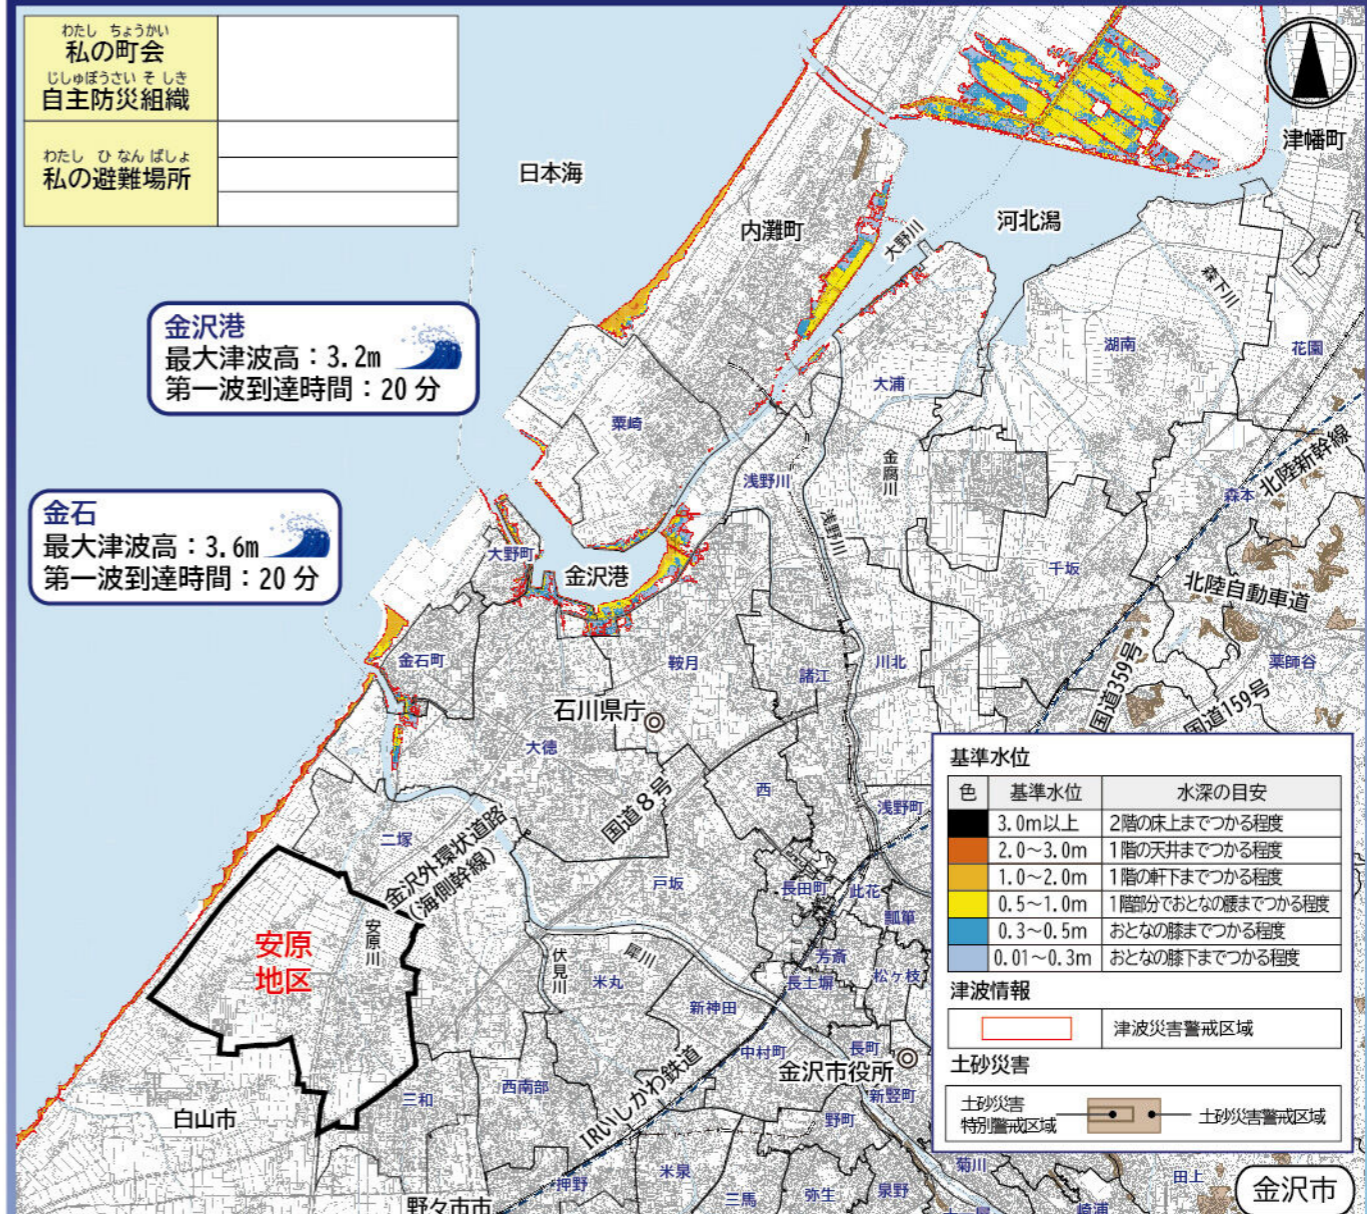 わたし ちょうかい
私の町会
じしゅぼうさい そしき
自主防災組織
わたし ひなんばしょ
私の避難場所
日本海
内灘町
大野川
河北潟
津幡町
森下川
湖南
花園
金沢港
最大津波高：3.2m
第一波到達時間：20分
粟崎
大浦
浅野川
金腐川
浅野川
森本
北陸新幹線
金石
最大津波高：3.6m
第一波到達時間：20分
大野町
金沢港
千坂
北陸自動車道
金石町
鞍月
諸江
川北
国道359号
薬師谷
国道159号
石川県庁
大徳
国道8号
西
浅野町
二塚
金沢外環状道路
(海側幹線)
戸坂
長田町
此花
瓢箪
安原
地区
安原川
伏見川
犀川
米丸
芳斎
長土塀
松ヶ枝
新神田
中村町
長町
金沢市役所
新竪町
野町
白山市
三和
西南部
IRいしかわ鉄道
押野
米泉
三馬
弥生
泉野
菊川
崎浦
田上
野々市市
基準水位
色 基準水位 水深の目安
3.0m以上 2階の床上までつかる程度
2.0～3.0m 1階の天井までつかる程度
1.0～2.0m 1階の軒下までつかる程度
0.5～1.0m 1階部分でおとなの腰までつかる程度
0.3～0.5m おとなの膝までつかる程度
0.01～0.3m おとなの膝下までつかる程度
津波情報
津波災害警戒区域
土砂災害
土砂災害
特別警戒区域
土砂災害警戒区域
金沢市